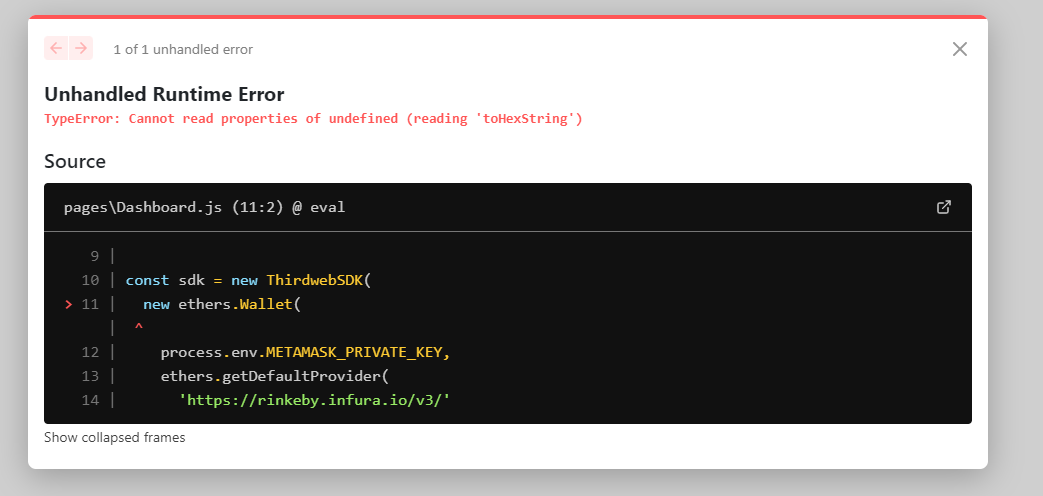 1 of 1 unhandled error
Unhandled Runtime Error
TypeError: Cannot read properties of undefined (reading 'toHexString')
Source
pages\Dashboard.js (11:2) @ eval
9 |
10 | const sdk = new ThirdwebSDK(
> 11 |   new ethers.Wallet(
|  ^
12 |     process.env.METAMASK_PRIVATE_KEY,
13 |     ethers.getDefaultProvider(
14 |       'https://rinkeby.infura.io/v3/'
Show collapsed frames